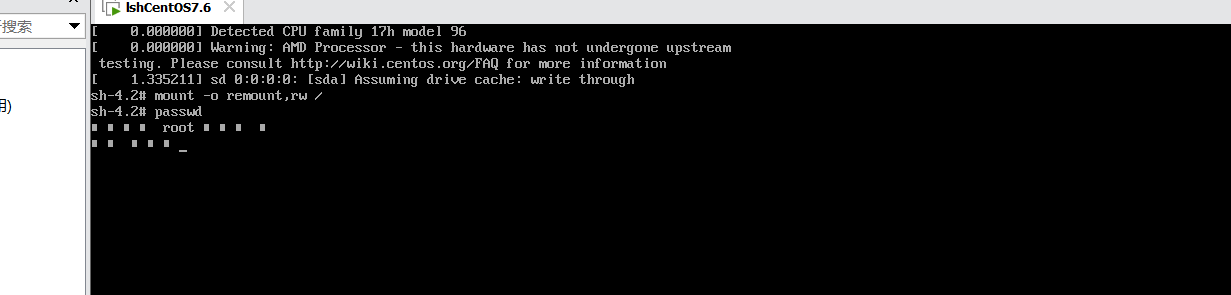 lshCentOS7.6
搜索
[    0.000000] Detected CPU family 17h model 96
[    0.000000] Warning: AMD Processor - this hardware has not undergone upstream
 testing. Please consult http://wiki.centos.org/FAQ for more information
[    1.335211] sd 0:0:0:0: [sda] Assuming drive cache: write through
sh-4.2# mount -o remount,rw /
用)
sh-4.2# passwd
■ ■ ■ ■  root ■ ■ ■  ■
■ ■  ■ ■ ■ _